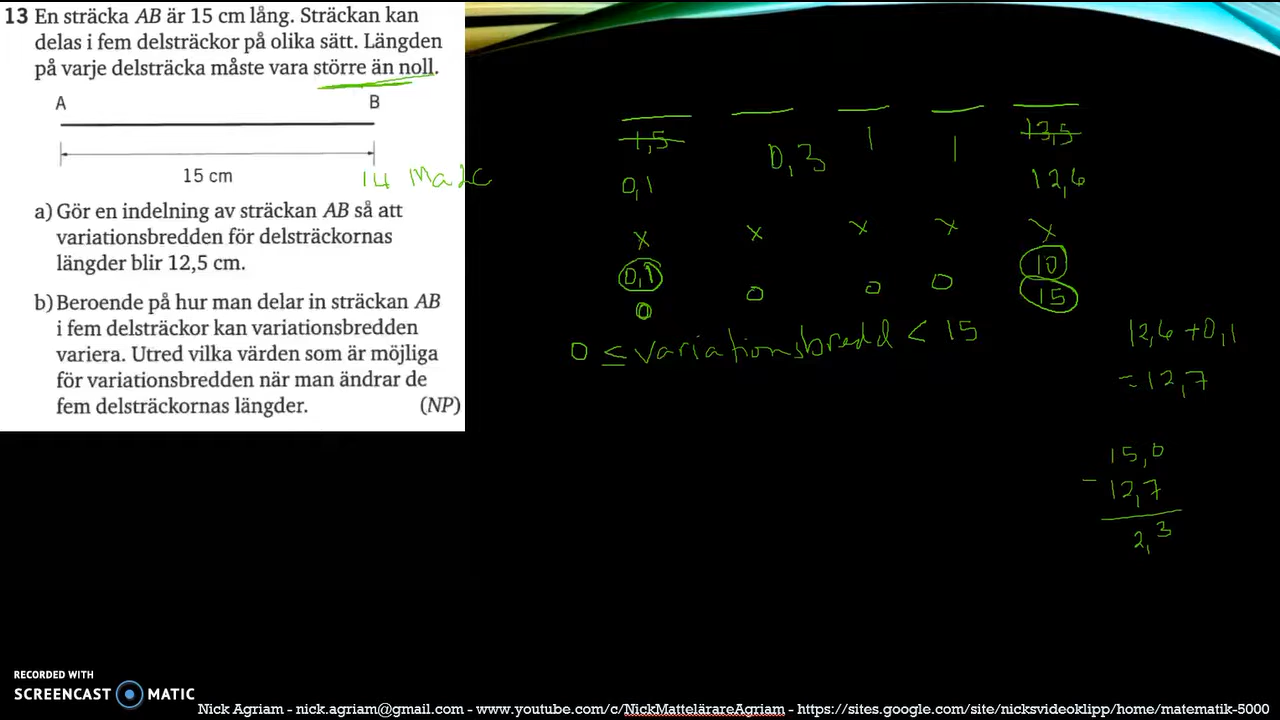 13 En sträcka AB är 15 cm lång. Sträckan kan
delas i fem delsträckor på olika sätt. Längden
på varje delsträcka måste vara större än noll.
A B
15 cm
14 Ma2c
a) Gör en indelning av sträckan AB så att
variationsbredden för delsträckornas
längder blir 12,5 cm.
b) Beroende på hur man delar in sträckan AB
i fem delsträckor kan variationsbredden
variera. Utred vilka värden som är möjliga
för variationsbredden när man ändrar de
fem delsträckornas längder. (NP)
1,5 0,3 1 1 13,5
0,1 12,6
x x x x x
0,1 10
0 0 0 0 15
0 ≤ variationsbredd < 15
12,6 + 0,1
= 12,7
15,0
- 12,7
2,3
RECORDED WITH
SCREENCAST MATIC
Nick Agriam - nick.agriam@gmail.com - www.youtube.com/c/NickMattelärareAgriam - https://sites.google.com/site/nicksvideoklipp/home/matematik-5000